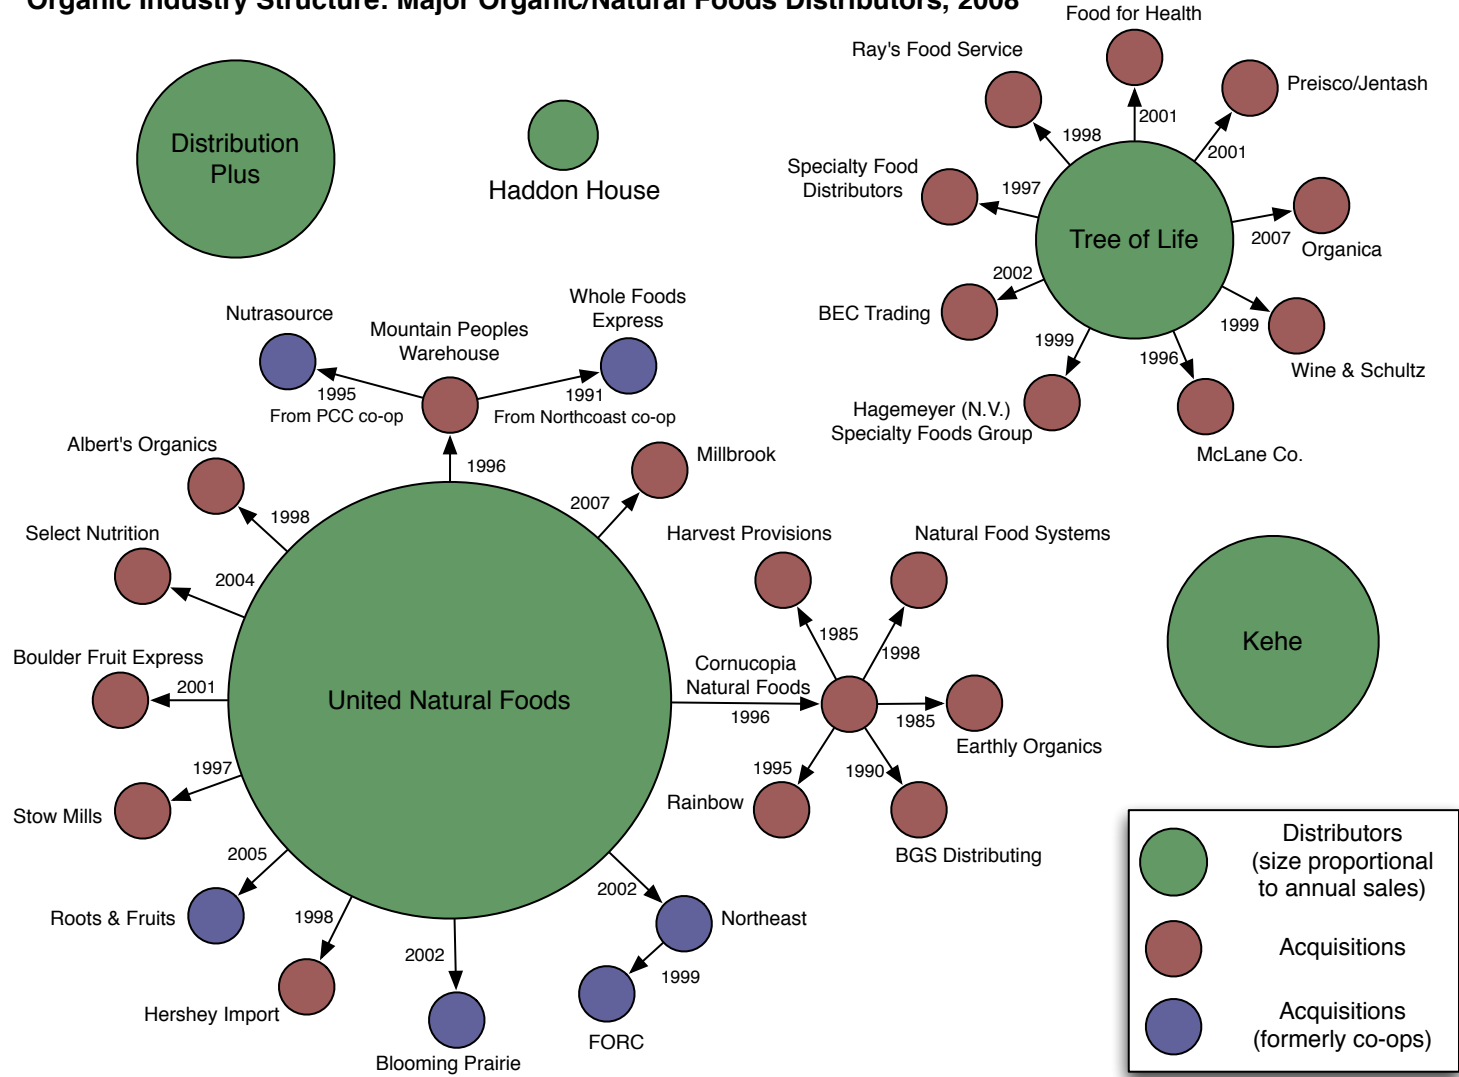 Organic Industry Structure: Major Organic/Natural Foods Distributors, 2008
Distribution
Plus
Haddon House
Food for Health
Ray's Food Service
Preisco/Jentash
2001
1998
2001
Specialty Food
Distributors
1997
Tree of Life
2007
Organica
2002
BEC Trading
1999
1999
1996
Wine & Schultz
Hagemeyer (N.V.)
Specialty Foods Group
McLane Co.
Nutrasource
Mountain Peoples
Warehouse
Whole Foods
Express
1995
From PCC co-op
1991
From Northcoast co-op
Albert's Organics
1996
Millbrook
1998
2007
Select Nutrition
2004
Boulder Fruit Express
2001
United Natural Foods
Stow Mills
1997
Roots & Fruits
2005
Hershey Import
1998
Blooming Prairie
2002
2002
Northeast
1999
FORC
Harvest Provisions
Natural Food Systems
1985
1998
Cornucopia
Natural Foods
1996
1985
Earthly Organics
1995
1990
Rainbow
BGS Distributing
Kehe
Distributors
(size proportional
to annual sales)
Acquisitions
Acquisitions
(formerly co-ops)